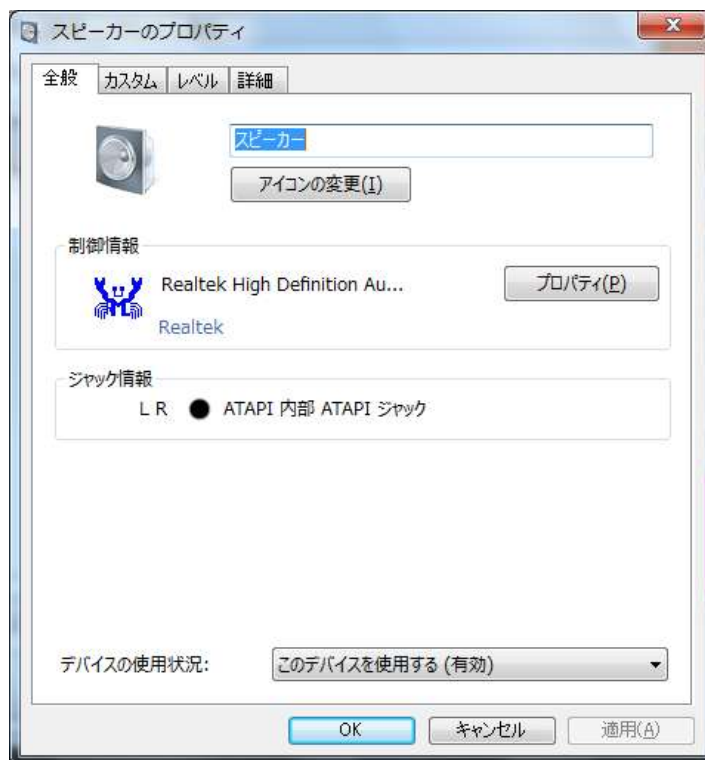 スピーカーのプロパティ
全般 カスタム レベル 詳細
スピーカー
アイコンの変更(I)
制御情報
Realtek High Definition Au...
プロパティ(P)
Realtek
ジャック情報
L R ● ATAPI 内部 ATAPI ジャック
デバイスの使用状況: このデバイスを使用する (有効)
OK キャンセル 適用(A)